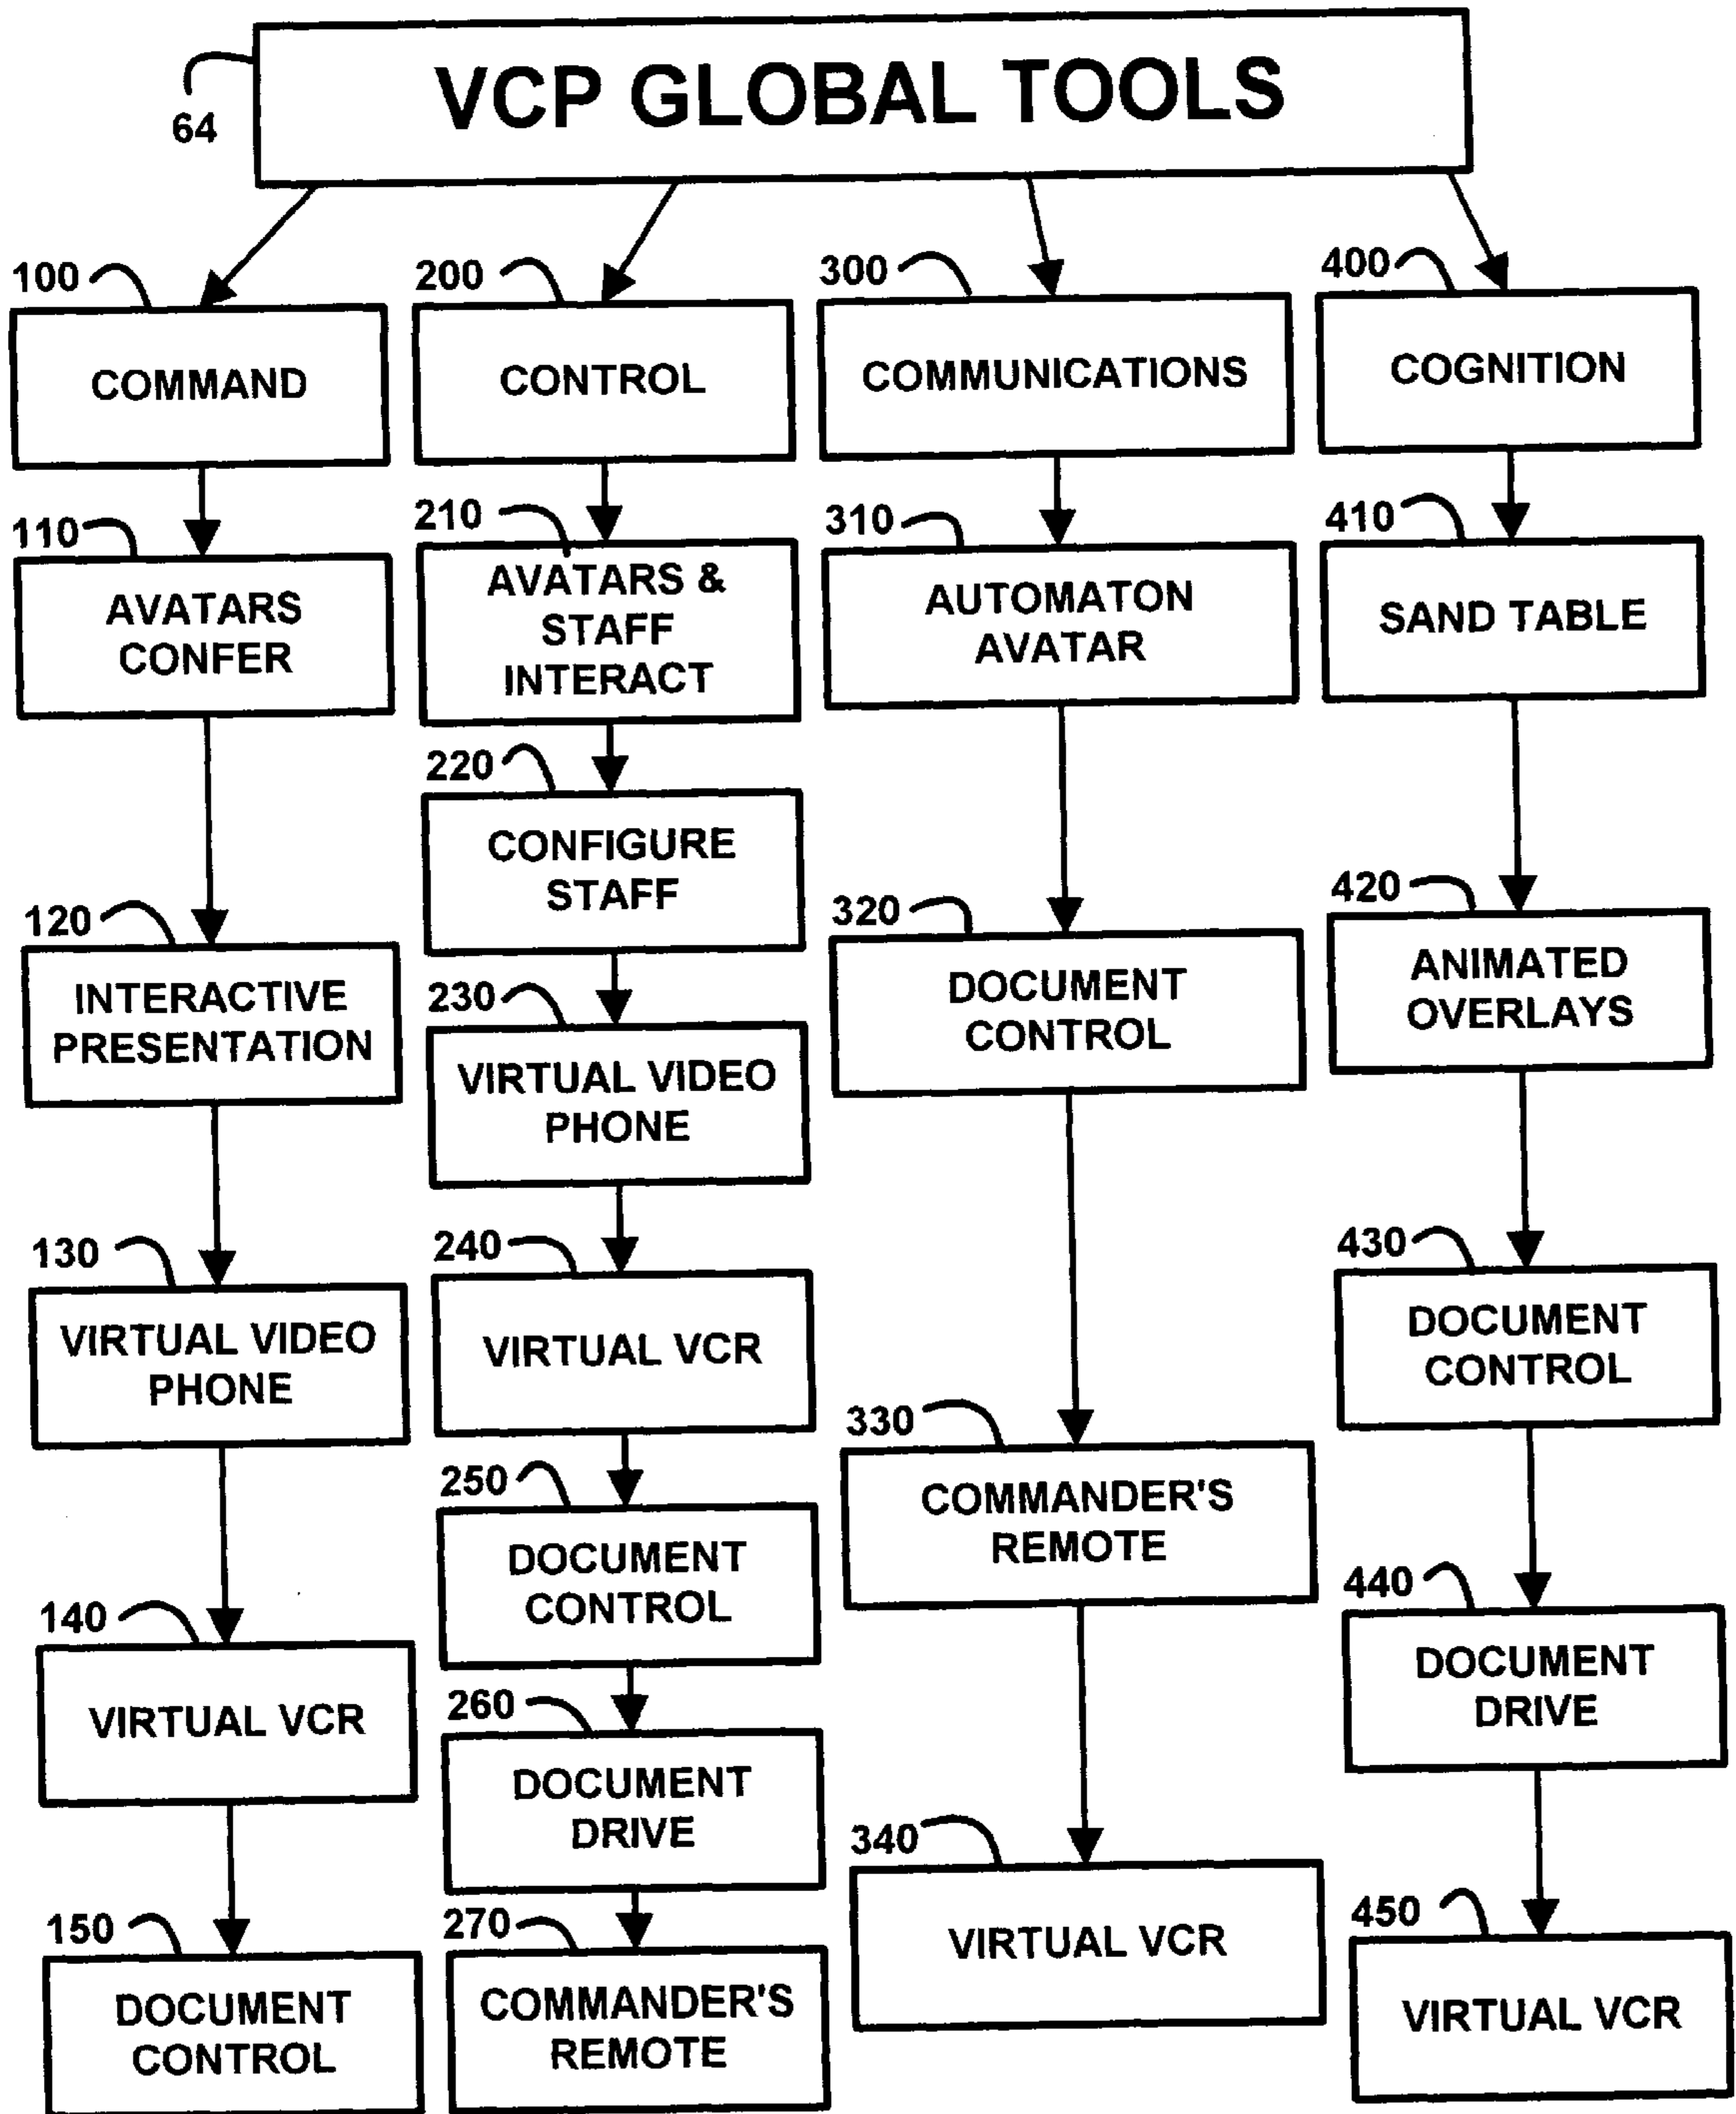 VCP GLOBAL TOOLS
64
100
COMMAND
110
AVATARS
CONFER
120
INTERACTIVE
PRESENTATION
130
VIRTUAL VIDEO
PHONE
140
VIRTUAL VCR
150
DOCUMENT
CONTROL
200
CONTROL
210
AVATARS &
STAFF
INTERACT
220
CONFIGURE
STAFF
230
VIRTUAL VIDEO
PHONE
240
VIRTUAL VCR
250
DOCUMENT
CONTROL
260
DOCUMENT
DRIVE
270
COMMANDER'S
REMOTE
300
COMMUNICATIONS
310
AUTOMATON
AVATAR
320
DOCUMENT
CONTROL
330
COMMANDER'S
REMOTE
340
VIRTUAL VCR
400
COGNITION
410
SAND TABLE
420
ANIMATED
OVERLAYS
430
DOCUMENT
CONTROL
440
DOCUMENT
DRIVE
450
VIRTUAL VCR